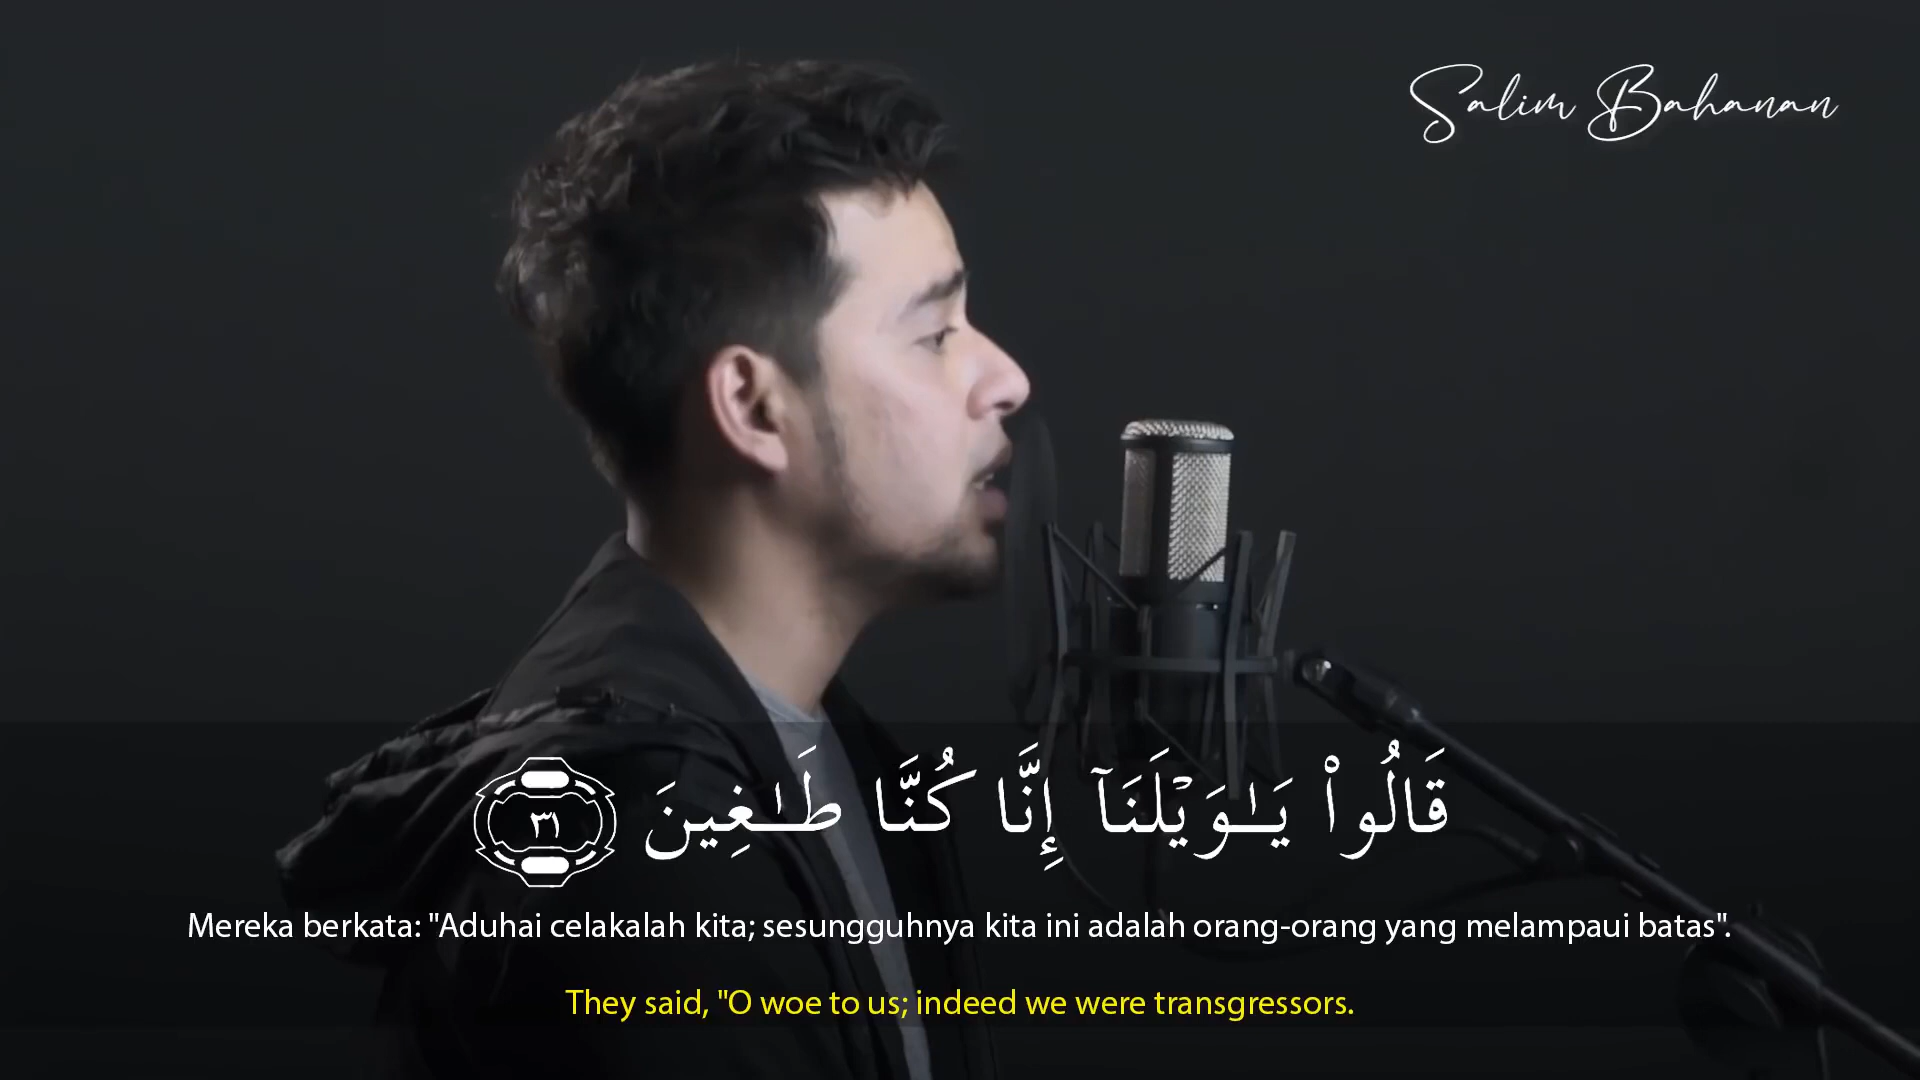 Salim Bahanan
قَالُوا۟ يَـٰوَيْلَنَآ إِنَّا كُنَّا طَـٰغِينَ ٣١
Mereka berkata: "Aduhai celakalah kita; sesungguhnya kita ini adalah orang-orang yang melampaui batas".
They said, "O woe to us; indeed we were transgressors.